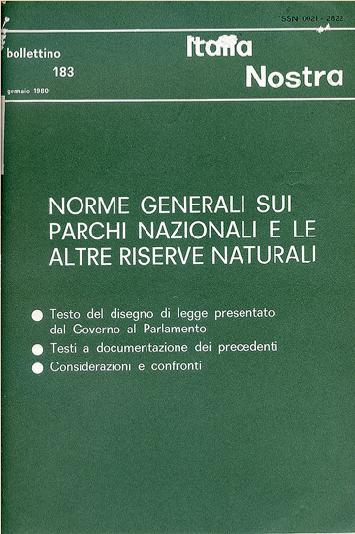 ISSN 0021 - 2822
Italia
Nostra
bollettino
183
gennaio 1980
NORME GENERALI SUI
PARCHI NAZIONALI E LE
ALTRE RISERVE NATURALI
Testo del disegno di legge presentato
dal Governo al Parlamento
Testi a documentazione dei precedenti
Considerazioni e confronti